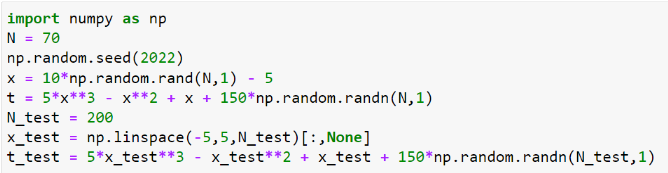 import numpy as np
N = 70
np.random.seed(2022)
x = 10*np.random.rand(N,1) - 5
t = 5*x**3 - x**2 + x + 150*np.random.randn(N,1)
N_test = 200
x_test = np.linspace(-5,5,N_test)[:,None]
t_test = 5*x_test**3 - x_test**2 + x_test + 150*np.random.randn(N_test,1)